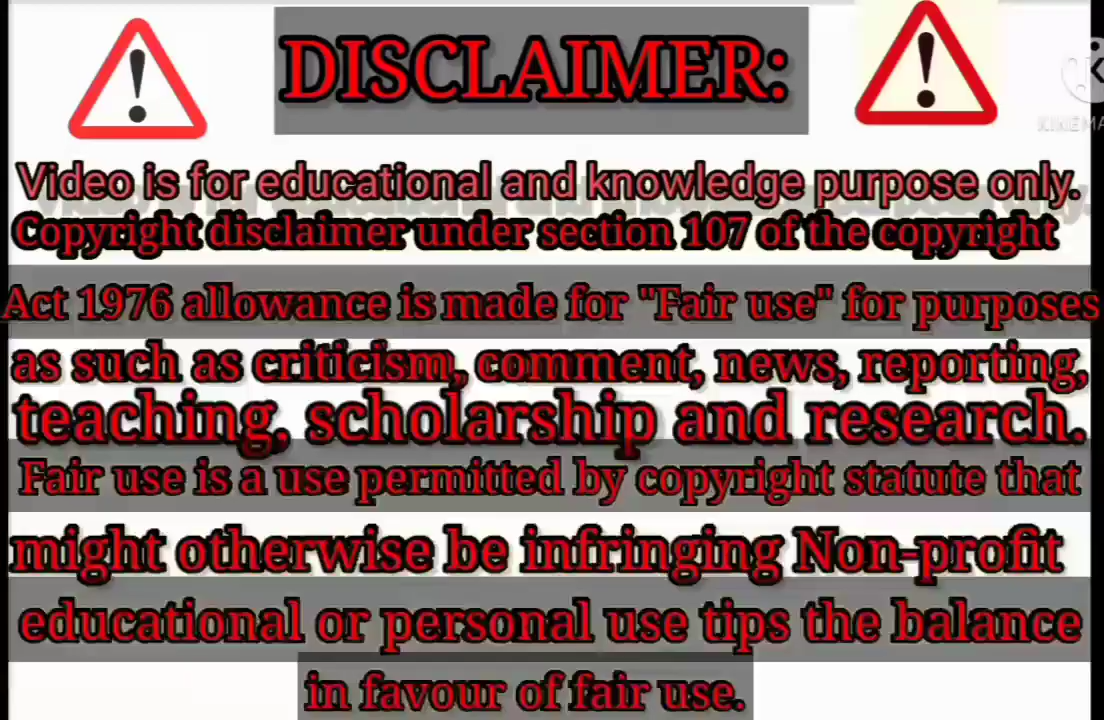 DISCLAIMER:
Video is for educational and knowledge purpose only.
Copyright disclaimer under section 107 of the copyright
Act 1976 allowance is made for "Fair use" for purposes
as such as criticism, comment, news, reporting,
teaching, scholarship and research.
Fair use is a use permitted by copyright statute that
might otherwise be infringing Non-profit
educational or personal use tips the balance
in favour of fair use.